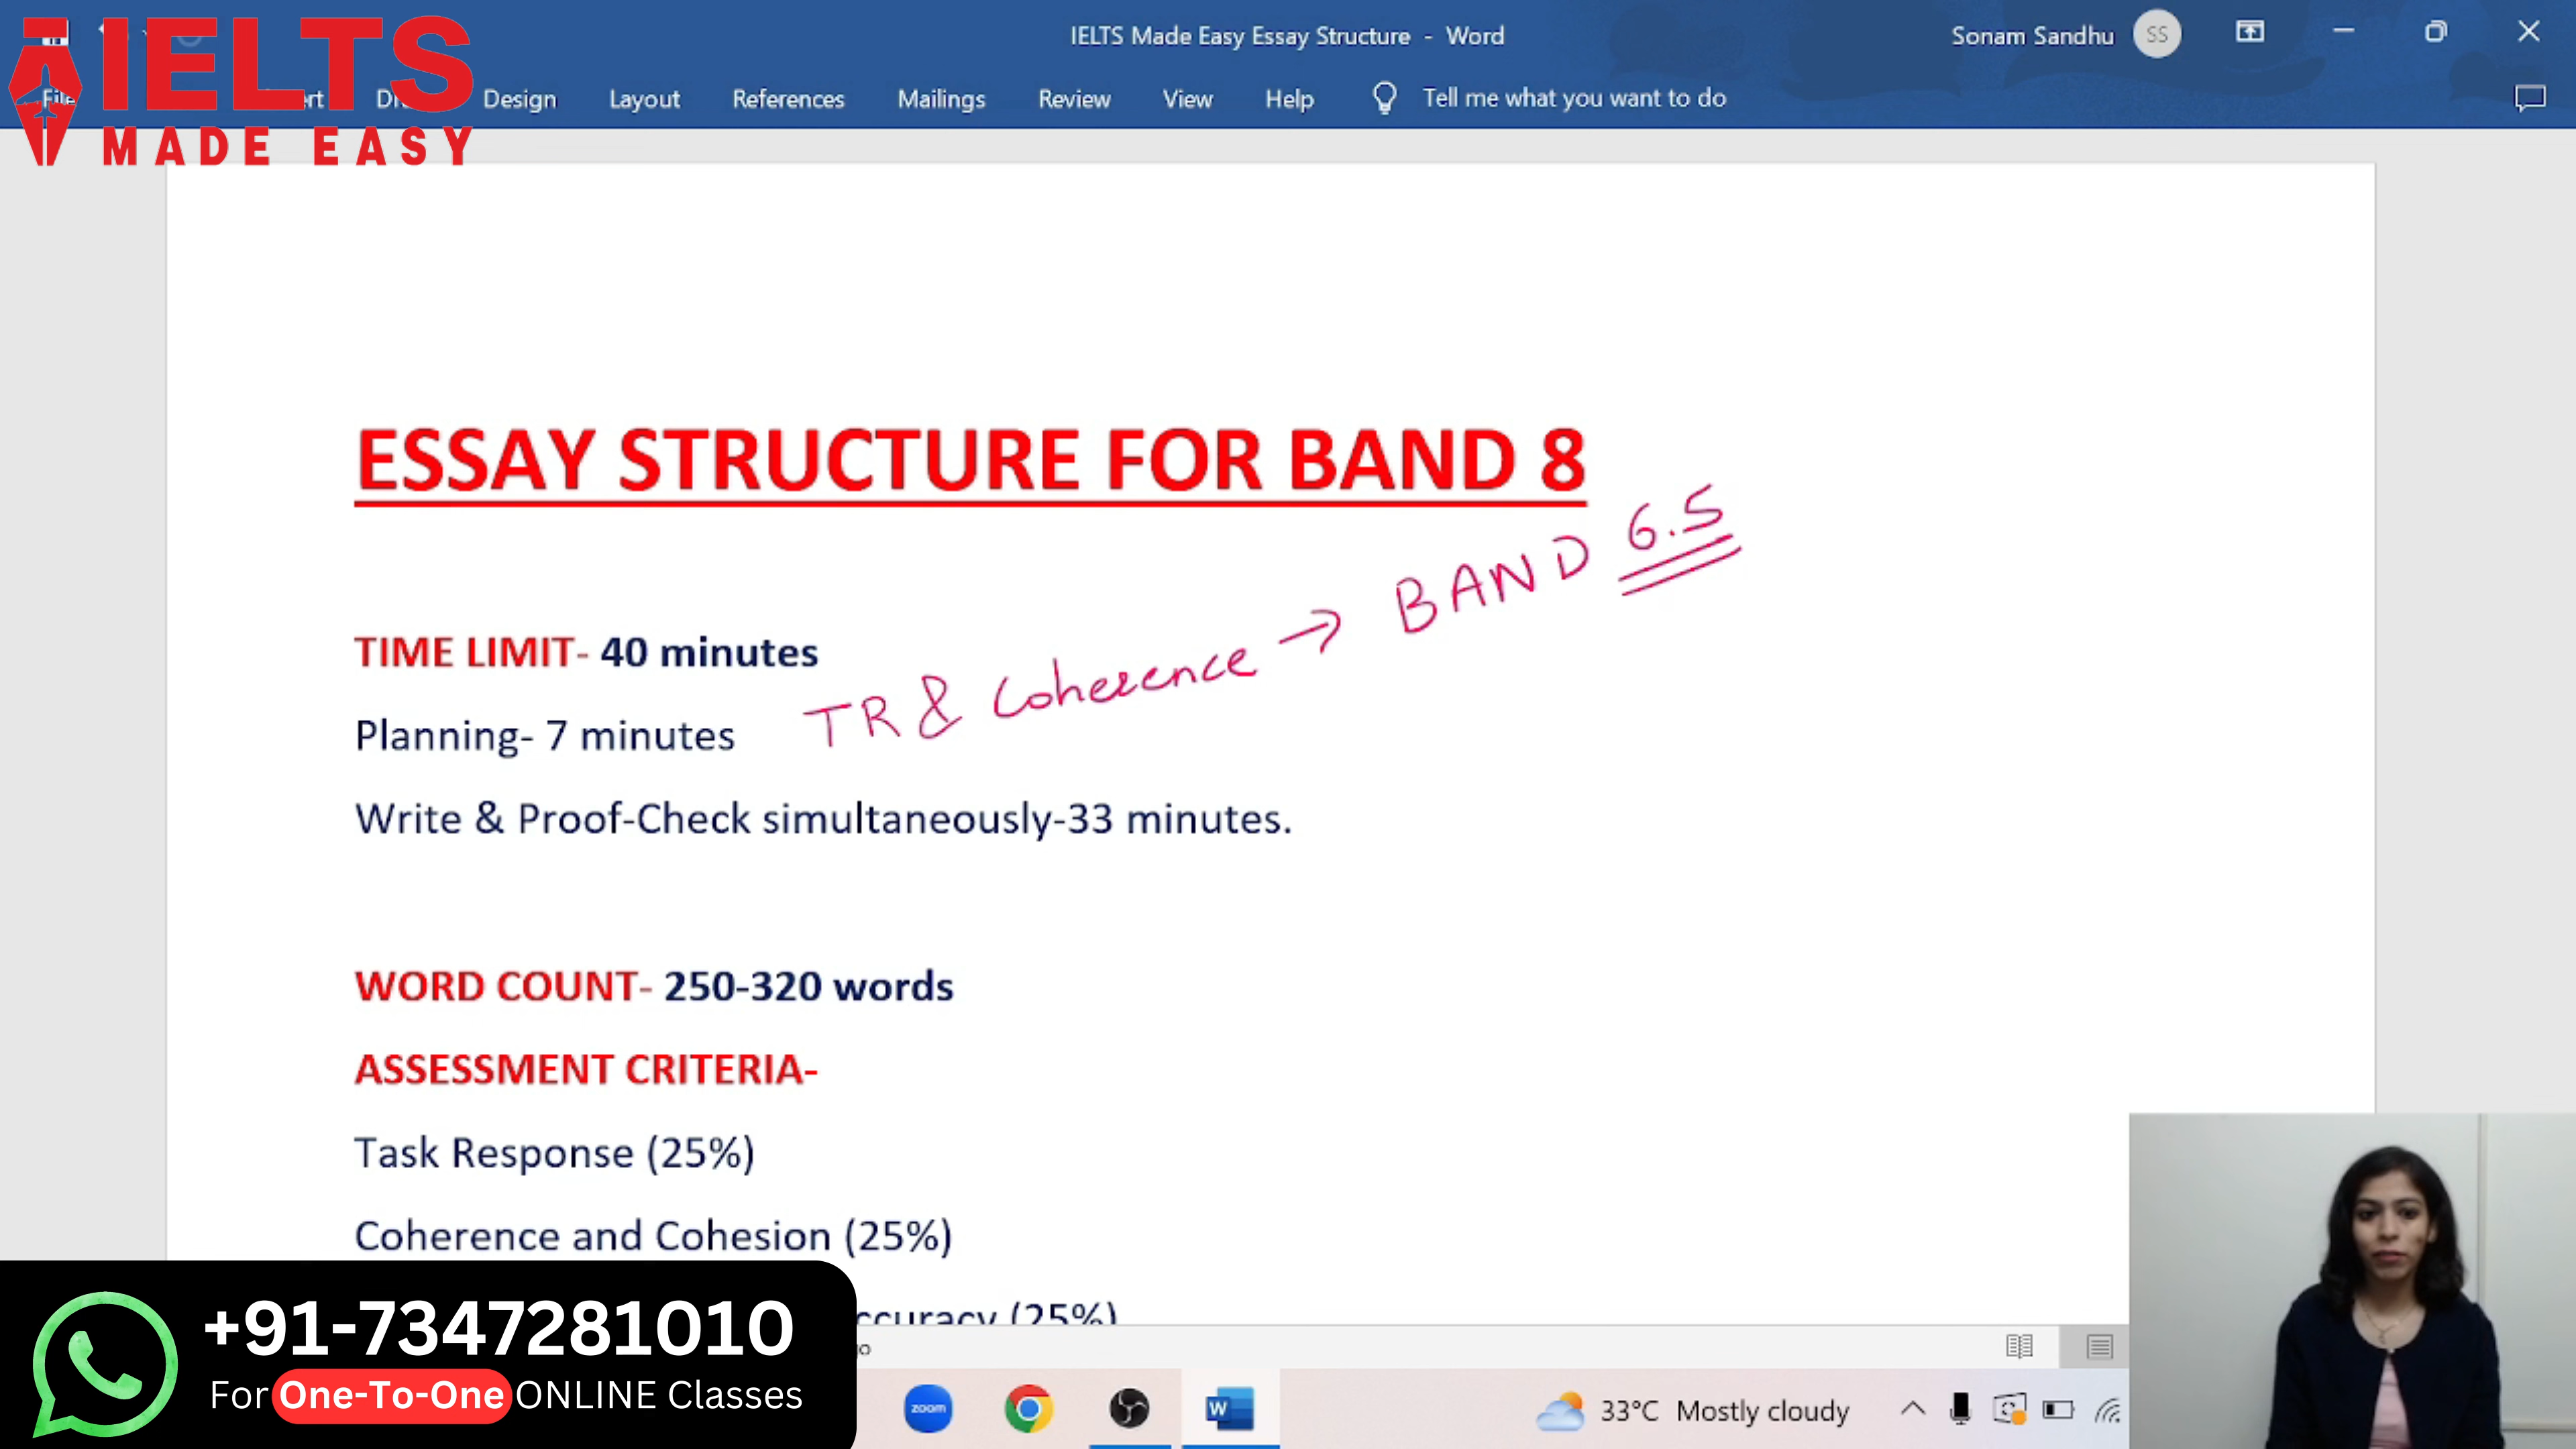 IELTS
MADE EASY
IELTS Made Easy Essay Structure - Word
Sonam Sandhu SS
File
Design Layout References Mailings Review View Help Tell me what you want to do
ESSAY STRUCTURE FOR BAND 8
TR & Coherence → BAND 6.5
TIME LIMIT- 40 minutes
Planning- 7 minutes
Write & Proof-Check simultaneously-33 minutes.
WORD COUNT- 250-320 words
ASSESSMENT CRITERIA-
Task Response (25%)
Coherence and Cohesion (25%)
ccuracy (25%)
+91-7347281010
For One-To-One ONLINE Classes
zoom
W
33°C Mostly cloudy